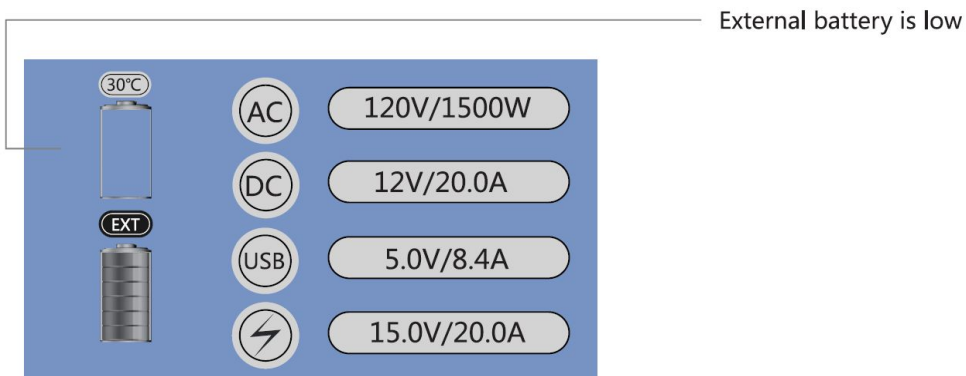 External battery is low
30℃
AC 120V/1500W
DC 12V/20.0A
EXT
USB 5.0V/8.4A
15.0V/20.0A